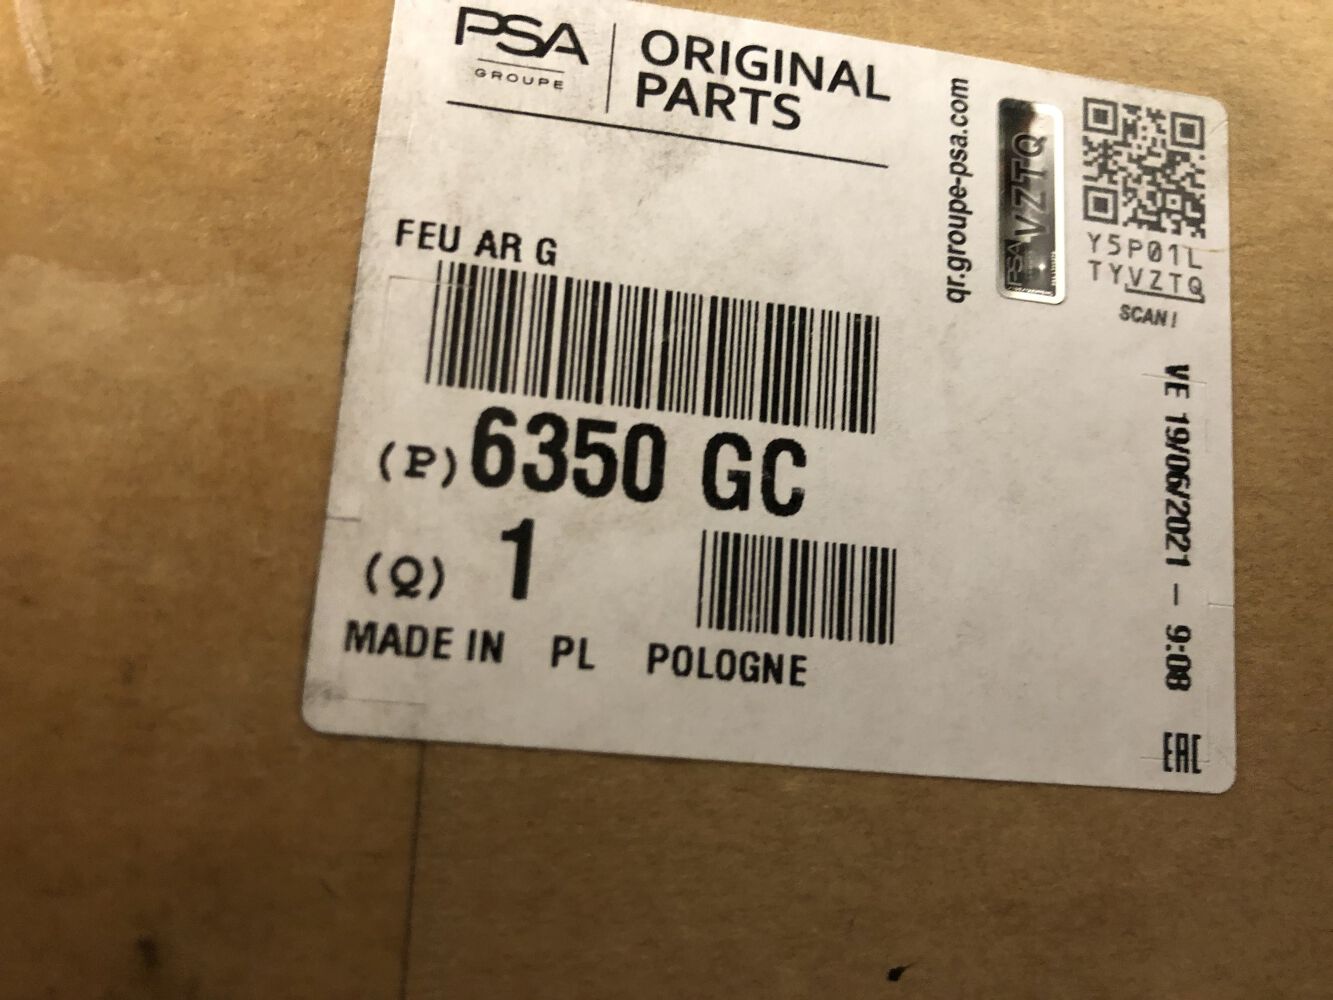 PSA
GROUPE
ORIGINAL
PARTS
FEU AR G
(P) 6350 GC
(Q) 1
MADE IN PL POLOGNE
qr.groupe-psa.com
PSA VZTQ
Y5P01L
TYVZTQ
SCAN!
VE 19/06/2021 - 9:08
EAC